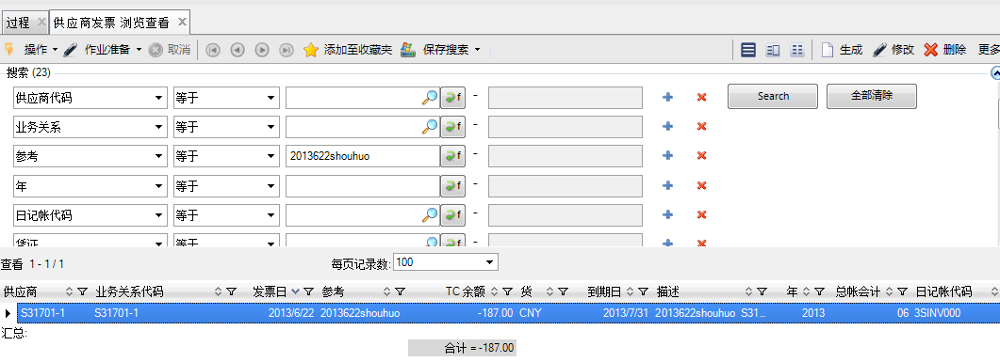 过程 供应商发票 浏览查看
操作 作业准备 取消 添加至收藏夹 保存搜索 生成 修改 删除 更多
搜索 (23)
供应商代码 等于 f - Search 全部清除
业务关系 等于 f -
参考 等于 2013622shouhuo f -
年 等于 f -
日记帐代码 等于 f -
凭证 等于 f -
查看 1 - 1 / 1 每页记录数: 100
供应商 业务关系代码 发票日 参考 TC 余额 货 到期日 描述 年 总帐会计 日记帐代码
S31701-1 S31701-1 2013/6/22 2013622shouhuo -187.00 CNY 2013/7/31 2013622shouhuo S31... 2013 06 3SINV000
汇总:
合计 = -187.00